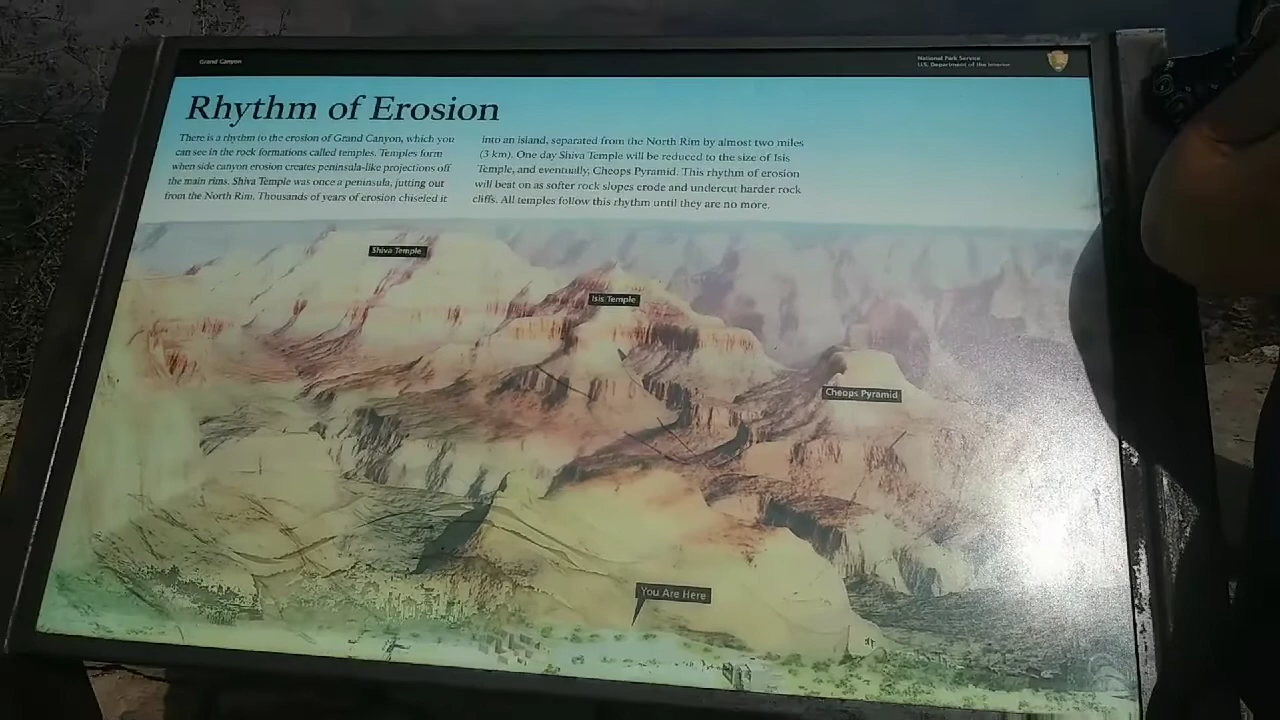 Grand Canyon
National Park Service
U.S. Department of the Interior
Rhythm of Erosion
There is a rhythm to the erosion of Grand Canyon, which you
can see in the rock formations called temples. Temples form
when side canyon erosion creates peninsula-like projections off
the main rims. Shiva Temple was once a peninsula, jutting out
from the North Rim. Thousands of years of erosion chiseled it
into an island, separated from the North Rim by almost two miles
(3 km). One day Shiva Temple will be reduced to the size of Isis
Temple, and eventually, Cheops Pyramid. This rhythm of erosion
will beat on as softer rock slopes erode and undercut harder rock
cliffs. All temples follow this rhythm until they are no more.
Shiva Temple
Isis Temple
Cheops Pyramid
You Are Here